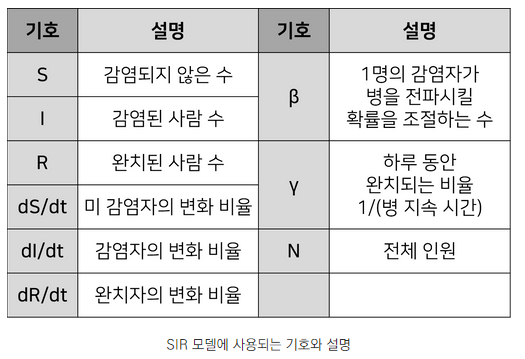 기호 설명 기호 설명
S 감염되지 않은 수
I 감염된 사람 수
β 1명의 감염자가
병을 전파시킬
확률을 조절하는 수
R 완치된 사람 수
dS/dt 미 감염자의 변화 비율
γ 하루 동안
완치되는 비율
1/(병 지속 시간)
dI/dt 감염자의 변화 비율 N 전체 인원
dR/dt 완치자의 변화 비율
SIR 모델에 사용되는 기호와 설명